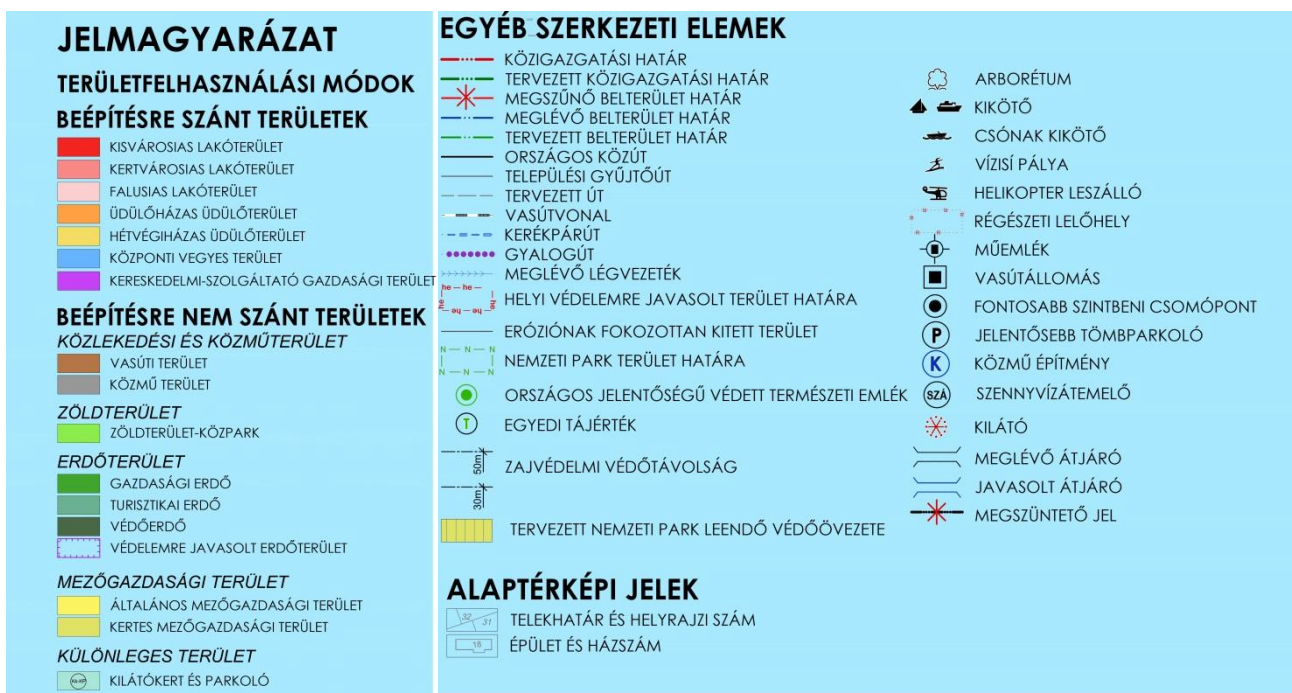 JELMAGYARÁZAT
TERÜLETFELHASZNÁLÁSI MÓDOK
BEÉPÍTÉSRE SZÁNT TERÜLETEK
KISVÁROSIAS LAKÓTERÜLET
KERTVÁROSIAS LAKÓTERÜLET
FALUSIAS LAKÓTERÜLET
ÜDÜLŐHÁZAS ÜDÜLŐTERÜLET
HÉTVÉGIHÁZAS ÜDÜLŐTERÜLET
KÖZPONTI VEGYES TERÜLET
KERESKEDELMI-SZOLGÁLTATÓ GAZDASÁGI TERÜLET
BEÉPÍTÉSRE NEM SZÁNT TERÜLETEK
KÖZLEKEDÉSI ÉS KÖZMŰTERÜLET
VASÚTI TERÜLET
KÖZMŰ TERÜLET
ZÖLDTERÜLET
ZÖLDTERÜLET-KÖZPARK
ERDŐTERÜLET
GAZDASÁGI ERDŐ
TURISZTIKAI ERDŐ
VÉDŐERDŐ
VÉDELEMRE JAVASOLT ERDŐTERÜLET
MEZŐGAZDASÁGI TERÜLET
ÁLTALÁNOS MEZŐGAZDASÁGI TERÜLET
KERTES MEZŐGAZDASÁGI TERÜLET
KÜLÖNLEGES TERÜLET
KILÁTÓKERT ÉS PARKOLÓ
EGYÉB SZERKEZETI ELEMEK
KÖZIGAZGATÁSI HATÁR
TERVEZETT KÖZIGAZGATÁSI HATÁR
MEGSZŰNŐ BELTERÜLET HATÁR
MEGLÉVŐ BELTERÜLET HATÁR
TERVEZETT BELTERÜLET HATÁR
ORSZÁGOS KÖZÚT
TELEPÜLÉSI GYŰJTŐÚT
TERVEZETT ÚT
VASÚTVONAL
KERÉKPÁRÚT
GYALOGÚT
MEGLÉVŐ LÉGVEZETÉK
he he he he he he HELYI VÉDELEMRE JAVASOLT TERÜLET HATÁRA
ERÓZIÓNAK FOKOZOTTAN KITETT TERÜLET
N N N N N N NEMZETI PARK TERÜLET HATÁRA
ORSZÁGOS JELENTŐSÉGŰ VÉDETT TERMÉSZETI EMLÉK
T EGYEDI TÁJÉRTÉK
50m ZAJVÉDELMI VÉDŐTÁVOLSÁG
30m
TERVEZETT NEMZETI PARK LEENDŐ VÉDŐÖVEZETE
ARBORÉTUM
KIKÖTŐ
CSÓNAK KIKÖTŐ
VÍZISÍ PÁLYA
HELIKOPTER LESZÁLLÓ
RÉGÉSZETI LELŐHELY
MŰEMLÉK
VASÚTÁLLOMÁS
FONTOSABB SZINTBENI CSOMÓPONT
P JELENTŐSEBB TÖMBPARKOLÓ
K KÖZMŰ ÉPÍTMÉNY
SZÁ SZENNYVÍZÁTEMELŐ
KILÁTÓ
MEGLÉVŐ ÁTJÁRÓ
JAVASOLT ÁTJÁRÓ
MEGSZÜNTETŐ JEL
ALAPTÉRKÉPI JELEK
32 31 TELEKHATÁR ÉS HELYRAJZI SZÁM
ÉPÜLET ÉS HÁZSZÁM